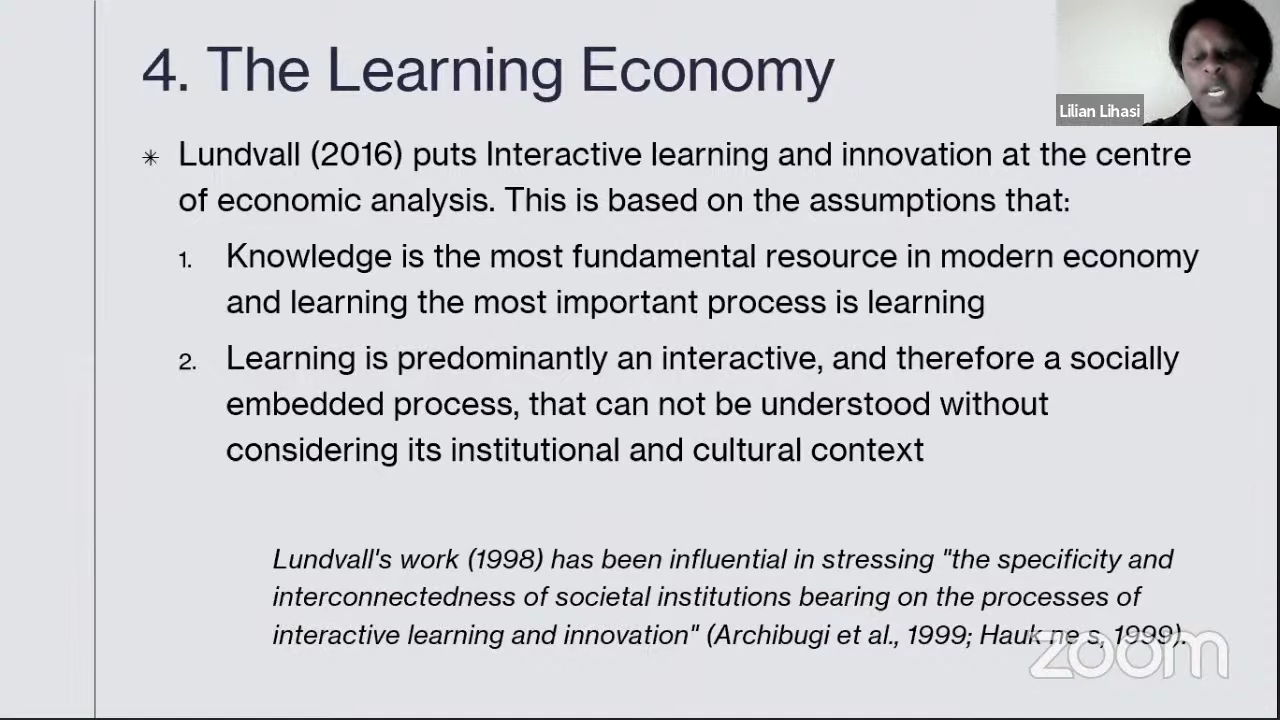 4. The Learning Economy
Lilian Lihasi
* Lundvall (2016) puts Interactive learning and innovation at the centre
of economic analysis. This is based on the assumptions that:
1. Knowledge is the most fundamental resource in modern economy
and learning the most important process is learning
2. Learning is predominantly an interactive, and therefore a socially
embedded process, that can not be understood without
considering its institutional and cultural context
Lundvall's work (1998) has been influential in stressing "the specificity and
interconnectedness of societal institutions bearing on the processes of
interactive learning and innovation" (Archibugi et al., 1999; 1999).
zoom